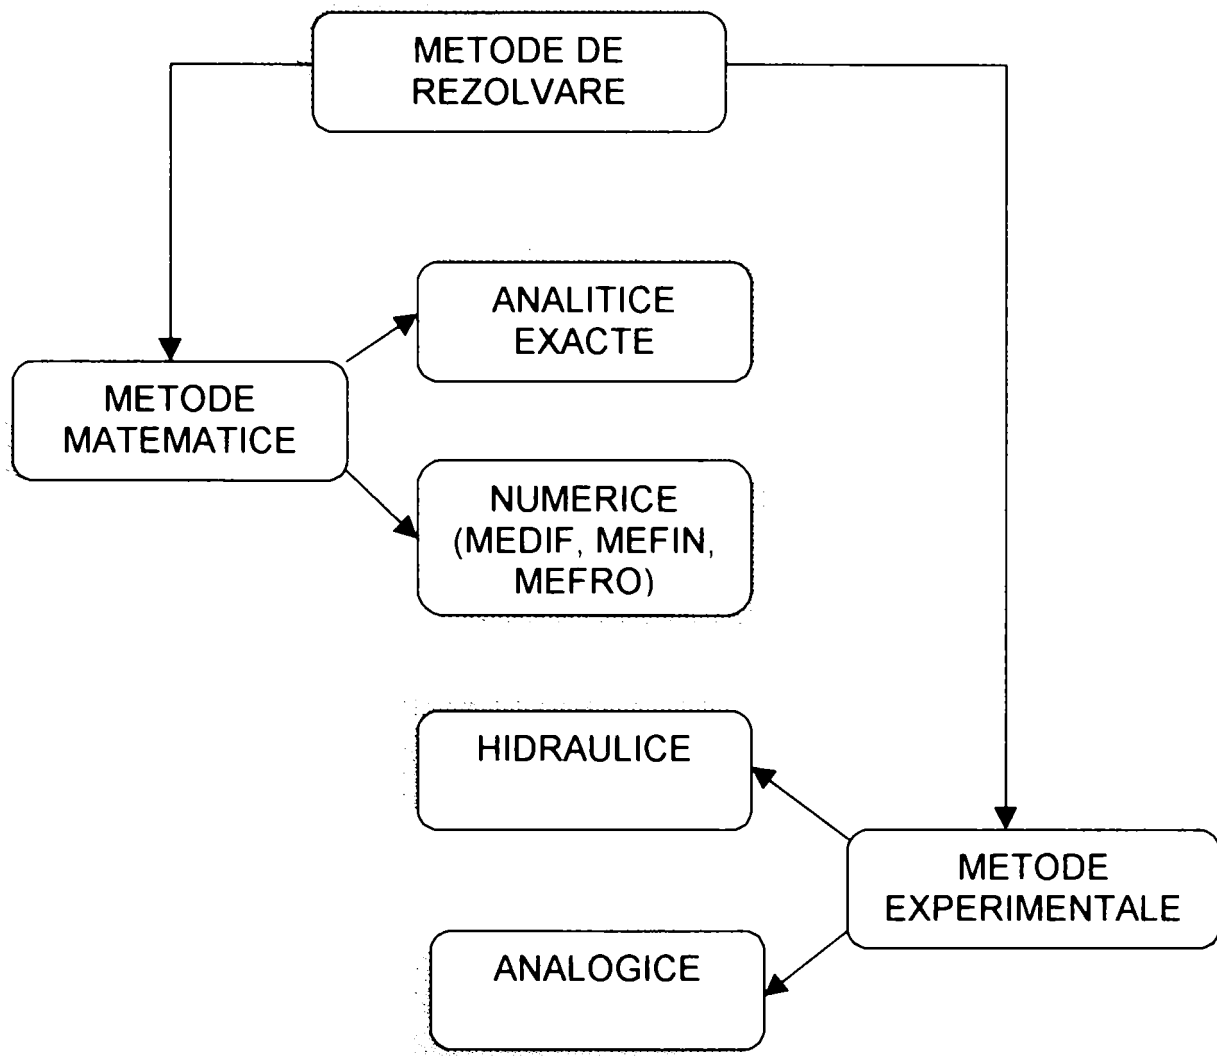 METODE DE
REZOLVARE
ANALITICE
EXACTE
METODE
MATEMATICE
NUMERICE
(MEDIF, MEFIN,
MEFRO)
HIDRAULICE
METODE
EXPERIMENTALE
ANALOGICE